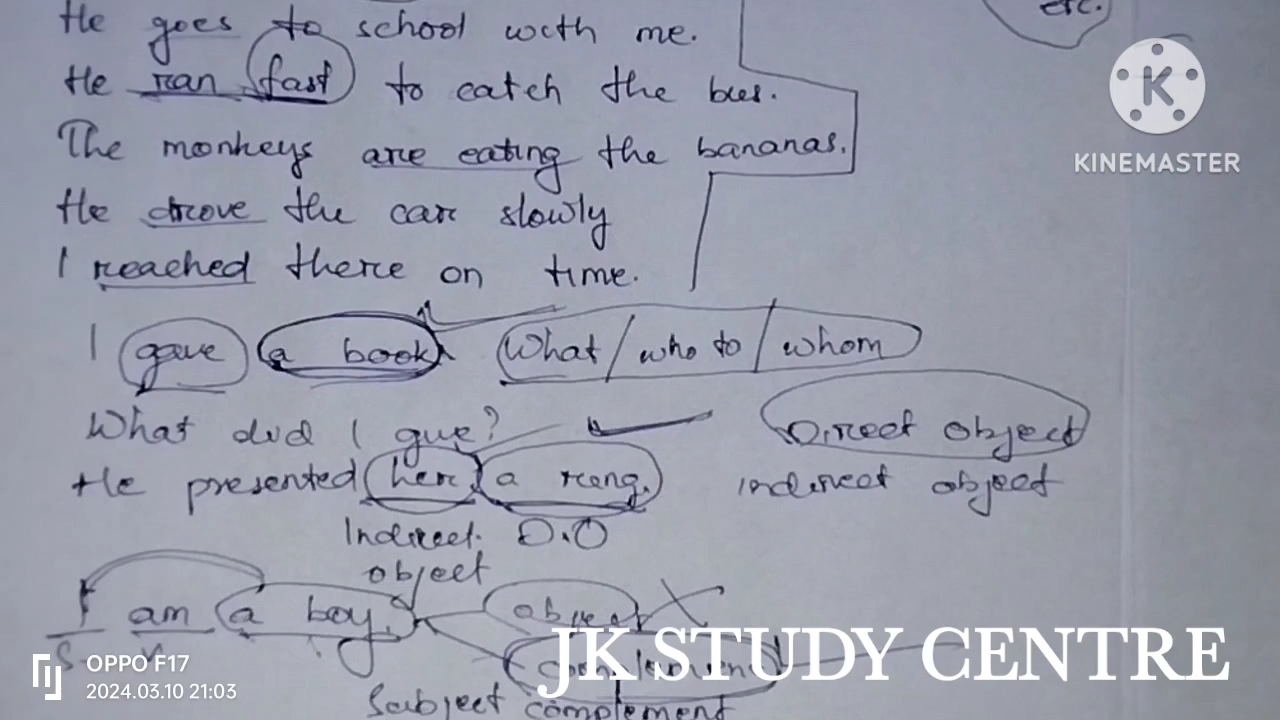 etc.
He goes to school with me.
He ran fast to catch the bus.
The monkeys are eating the bananas.
He drove the car slowly
I reached there on time.
I gave a book What / who to / whom
What did I give?
Direct object
He presented her a ring.
Indirect object
Indirect object
D.O
I am a boy.
object
S V
complement
Subject complement
K
KINEMASTER
JK STUDY CENTRE
OPPO F17
2024.03.10 21:03